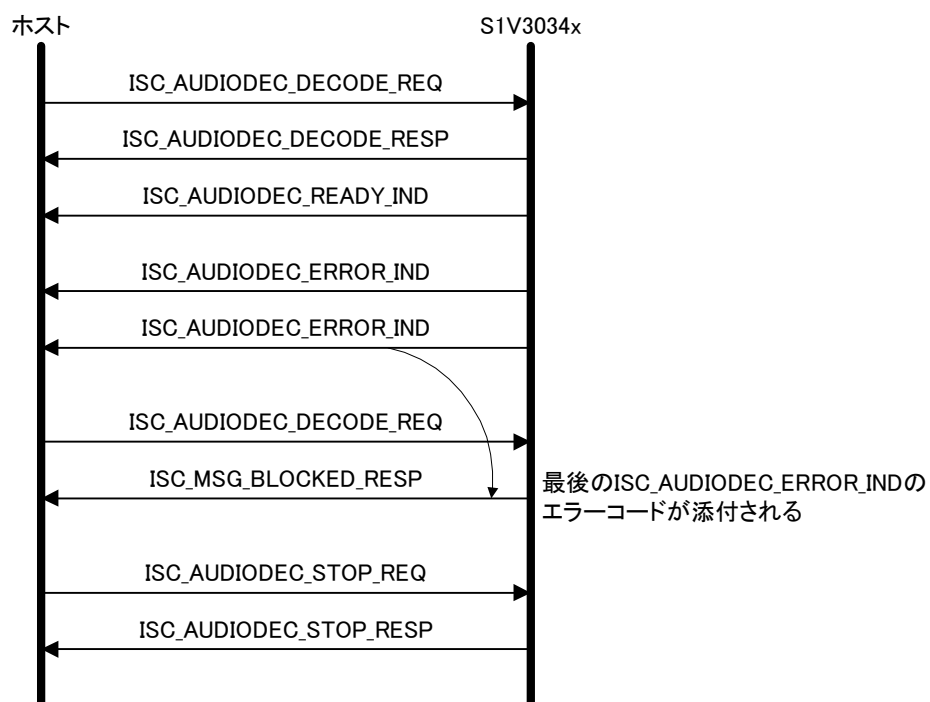 ホスト
S1V3034x
ISC_AUDIODEC_DECODE_REQ
ISC_AUDIODEC_DECODE_RESP
ISC_AUDIODEC_READY_IND
ISC_AUDIODEC_ERROR_IND
ISC_AUDIODEC_ERROR_IND
ISC_AUDIODEC_DECODE_REQ
ISC_MSG_BLOCKED_RESP
最後のISC_AUDIODEC_ERROR_INDの
エラーコードが添付される
ISC_AUDIODEC_STOP_REQ
ISC_AUDIODEC_STOP_RESP